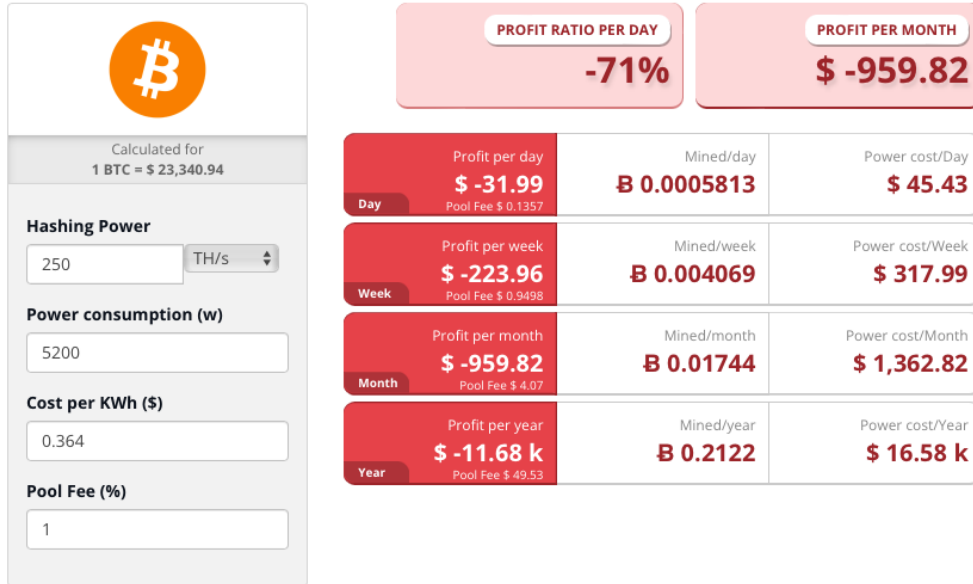 Calculated for
1 BTC = $ 23,340.94
Hashing Power
250
TH/s
Power consumption (w)
5200
Cost per KWh ($)
0.364
Pool Fee (%)
1
PROFIT RATIO PER DAY
-71%
PROFIT PER MONTH
$ -959.82
Profit per day
$ -31.99
Pool Fee $ 0.1357
Day
Mined/day
Ƀ 0.0005813
Power cost/Day
$ 45.43
Profit per week
$ -223.96
Pool Fee $ 0.9498
Week
Mined/week
Ƀ 0.004069
Power cost/Week
$ 317.99
Profit per month
$ -959.82
Pool Fee $ 4.07
Month
Mined/month
Ƀ 0.01744
Power cost/Month
$ 1,362.82
Profit per year
$ -11.68 k
Pool Fee $ 49.53
Year
Mined/year
Ƀ 0.2122
Power cost/Year
$ 16.58 k